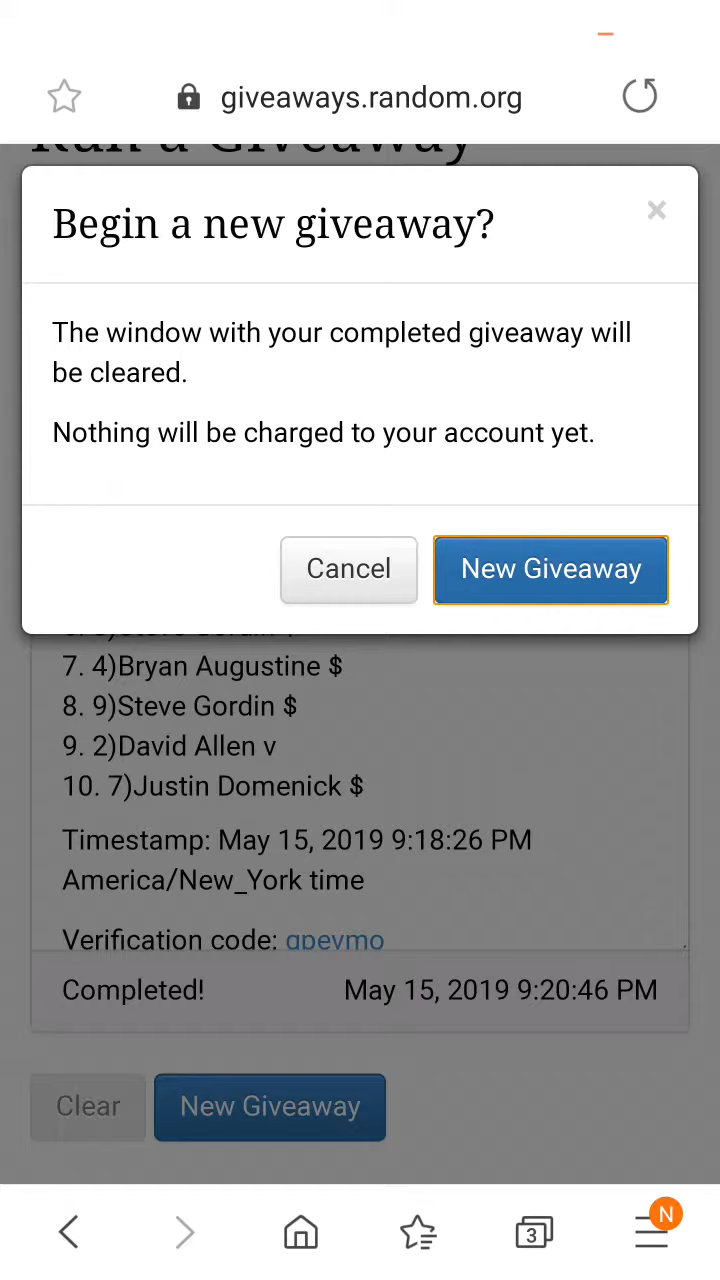 giveaways.random.org
Run a Giveaway
Begin a new giveaway?
×
The window with your completed giveaway will
be cleared.
Nothing will be charged to your account yet.
Cancel
New Giveaway
7. 4)Bryan Augustine $
8. 9)Steve Gordin $
9. 2)David Allen v
10. 7)Justin Domenick $
Timestamp: May 15, 2019 9:18:26 PM
America/New_York time
Verification code:
Completed!
May 15, 2019 9:20:46 PM
Clear
New Giveaway
3
N